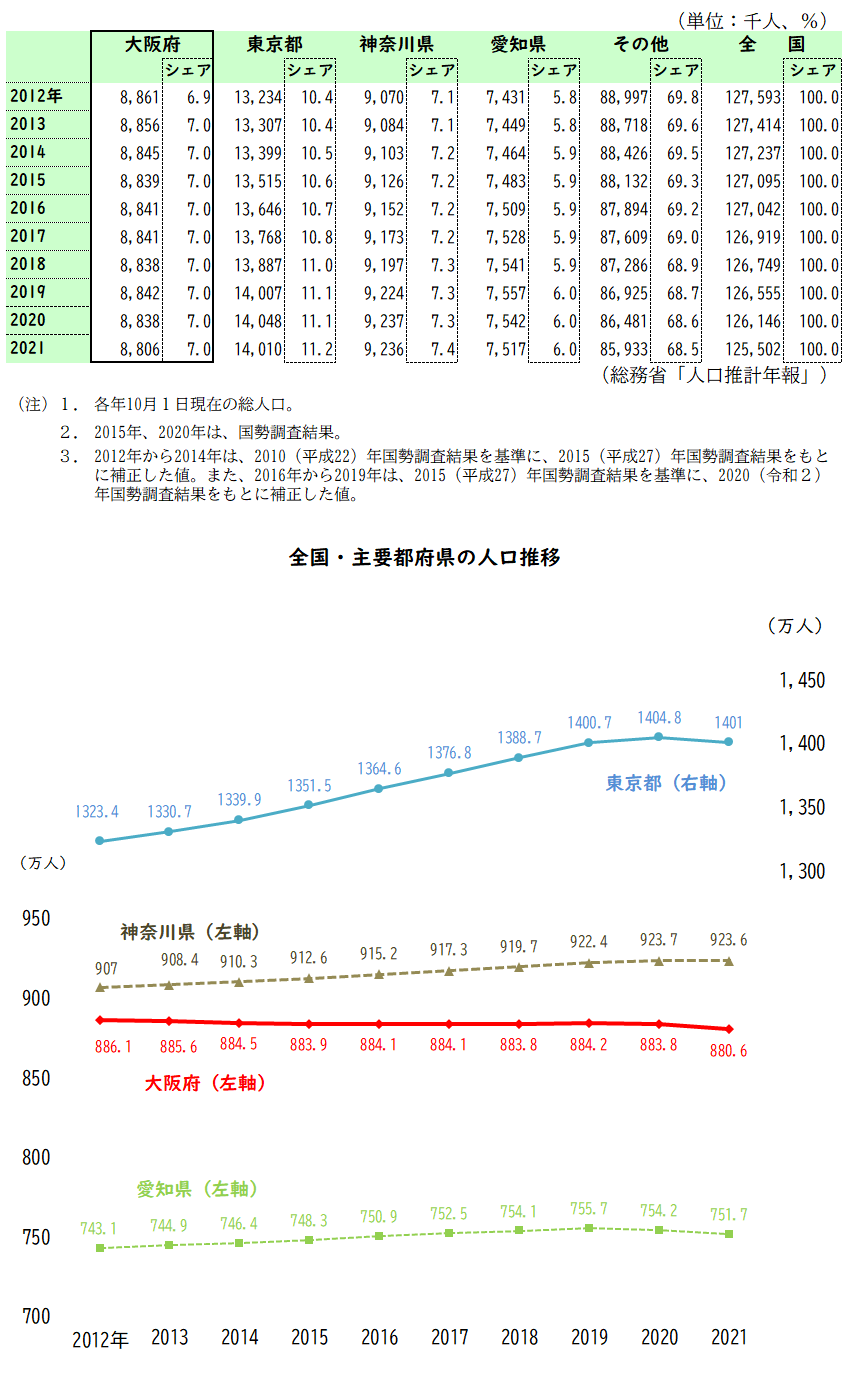 (単位：千人、%)
大阪府 東京都 神奈川県 愛知県 その他 全　国
シェア シェア シェア シェア シェア シェア
2012年 8,861 6.9 13,234 10.4 9,070 7.1 7,431 5.8 88,997 69.8 127,593 100.0
2013 8,856 7.0 13,307 10.4 9,084 7.1 7,449 5.8 88,718 69.6 127,414 100.0
2014 8,845 7.0 13,399 10.5 9,103 7.2 7,464 5.9 88,426 69.5 127,237 100.0
2015 8,839 7.0 13,515 10.6 9,126 7.2 7,483 5.9 88,132 69.3 127,095 100.0
2016 8,841 7.0 13,646 10.7 9,152 7.2 7,509 5.9 87,894 69.2 127,042 100.0
2017 8,841 7.0 13,768 10.8 9,173 7.2 7,528 5.9 87,609 69.0 126,919 100.0
2018 8,838 7.0 13,887 11.0 9,197 7.3 7,541 5.9 87,286 68.9 126,749 100.0
2019 8,842 7.0 14,007 11.1 9,224 7.3 7,557 6.0 86,925 68.7 126,555 100.0
2020 8,838 7.0 14,048 11.1 9,237 7.3 7,542 6.0 86,481 68.6 126,146 100.0
2021 8,806 7.0 14,010 11.2 9,236 7.4 7,517 6.0 85,933 68.5 125,502 100.0
(総務省「人口推計年報」)
(注) １． 各年10月１日現在の総人口。
２． 2015年、2020年は、国勢調査結果。
３． 2012年から2014年は、2010（平成22）年国勢調査結果を基準に、2015（平成27）年国勢調査結果をもと
に補正した値。また、2016年から2019年は、2015（平成27）年国勢調査結果を基準に、2020（令和２）
年国勢調査結果をもとに補正した値。
全国・主要都府県の人口推移
(万人)
1,450
1323.4 1330.7 1339.9 1351.5 1364.6 1376.8 1388.7 1400.7 1404.8 1401
1,400
東京都（右軸）
1,350
(万人)
1,300
950
神奈川県（左軸）
907 908.4 910.3 912.6 915.2 917.3 919.7 922.4 923.7 923.6
900
886.1 885.6 884.5 883.9 884.1 884.1 883.8 884.2 883.8 880.6
850
大阪府（左軸）
800
愛知県（左軸）
743.1 744.9 746.4 748.3 750.9 752.5 754.1 755.7 754.2 751.7
750
700
2012年 2013 2014 2015 2016 2017 2018 2019 2020 2021